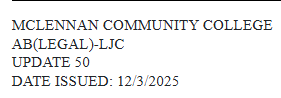 MCLENNAN COMMUNITY COLLEGE
AB(LEGAL)-LJC
UPDATE 50
DATE ISSUED: 12/3/2025